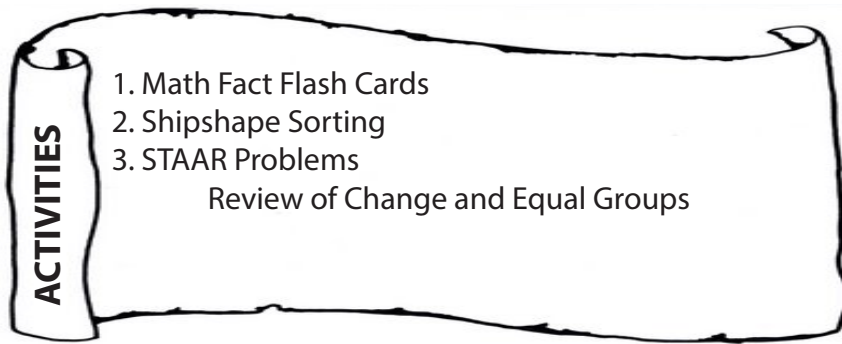 ACTIVITIES
1. Math Fact Flash Cards
2. Shipshape Sorting
3. STAAR Problems
Review of Change and Equal Groups